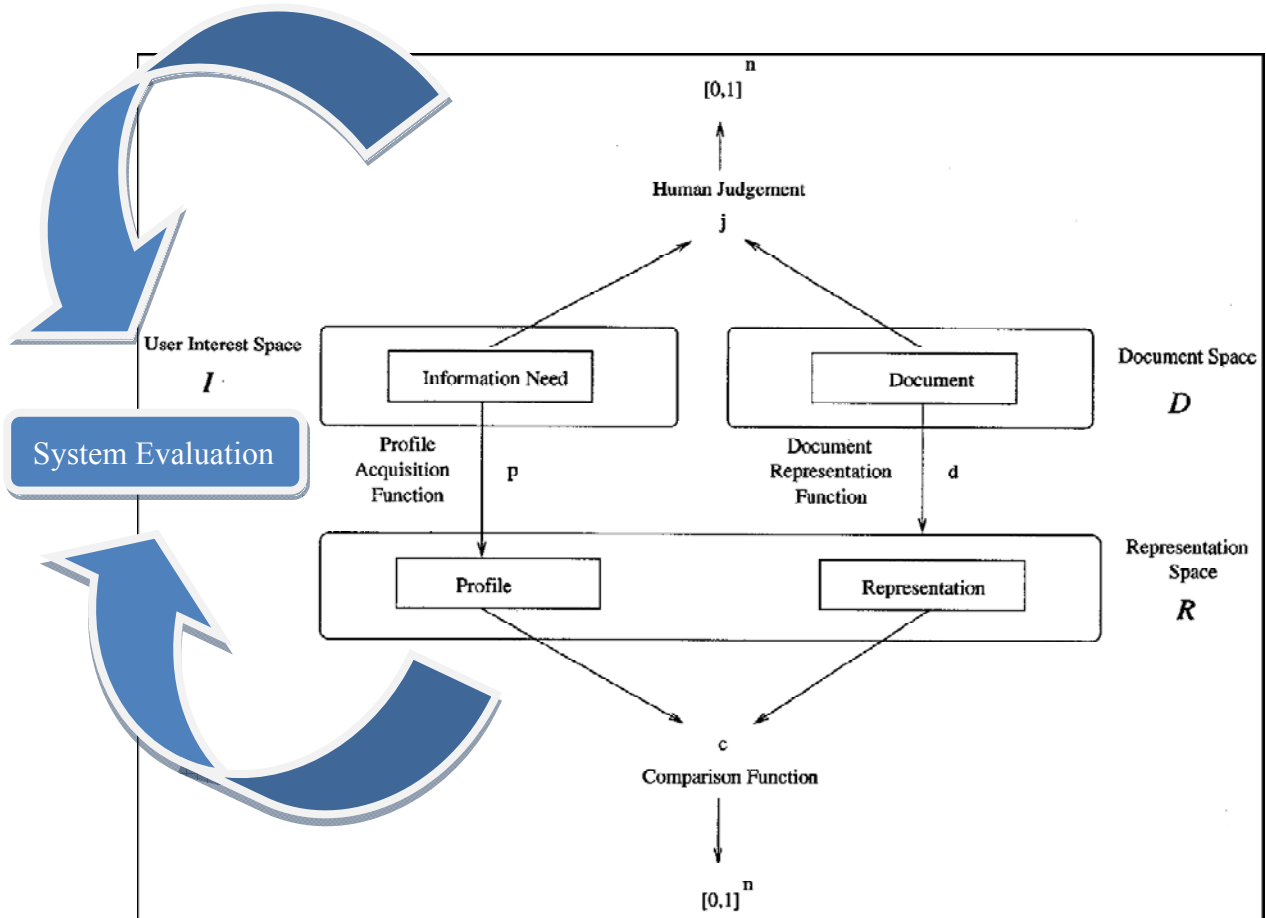 n
[0,1]
Human Judgement
j
User Interest Space
I
Information Need
Document
Document Space
D
System Evaluation
Profile
Acquisition
Function
p
Document
Representation
Function
d
Profile
Representation
Representation
Space
R
c
Comparison Function
n
[0,1]